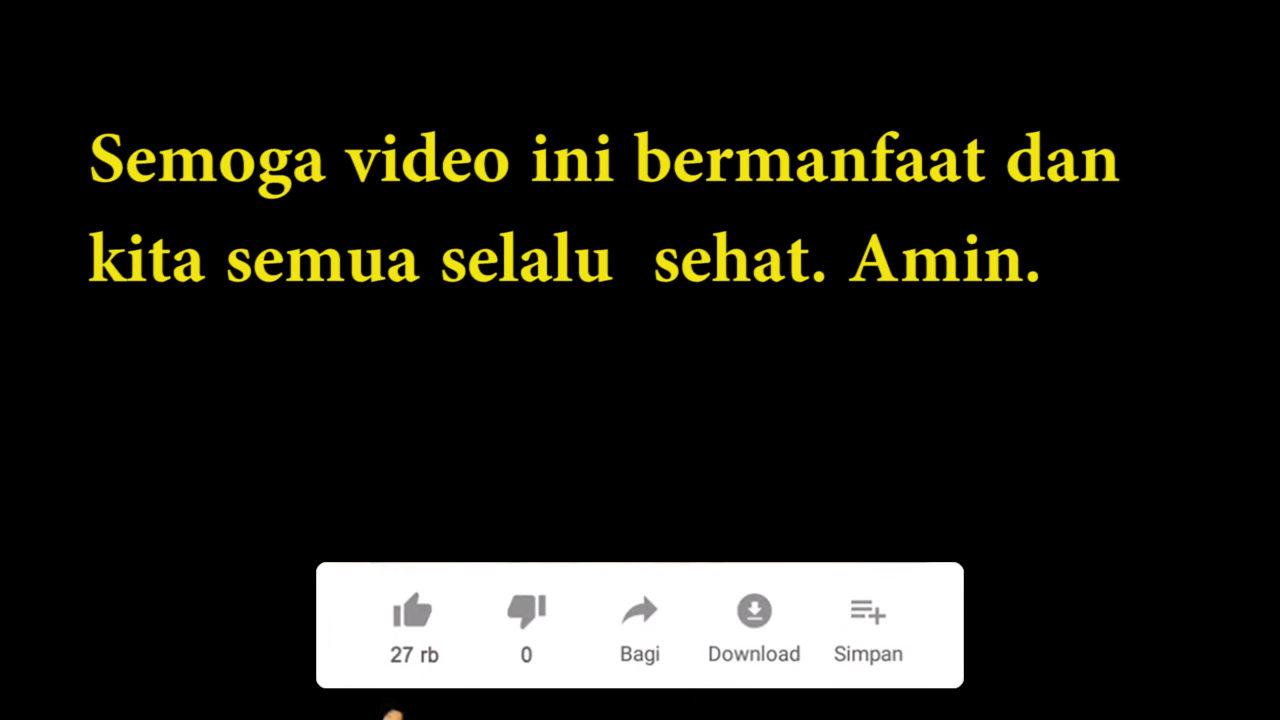 Semoga video ini bermanfaat dan
kita semua selalu sehat. Amin.
27 rb 0 Bagi Download Simpan